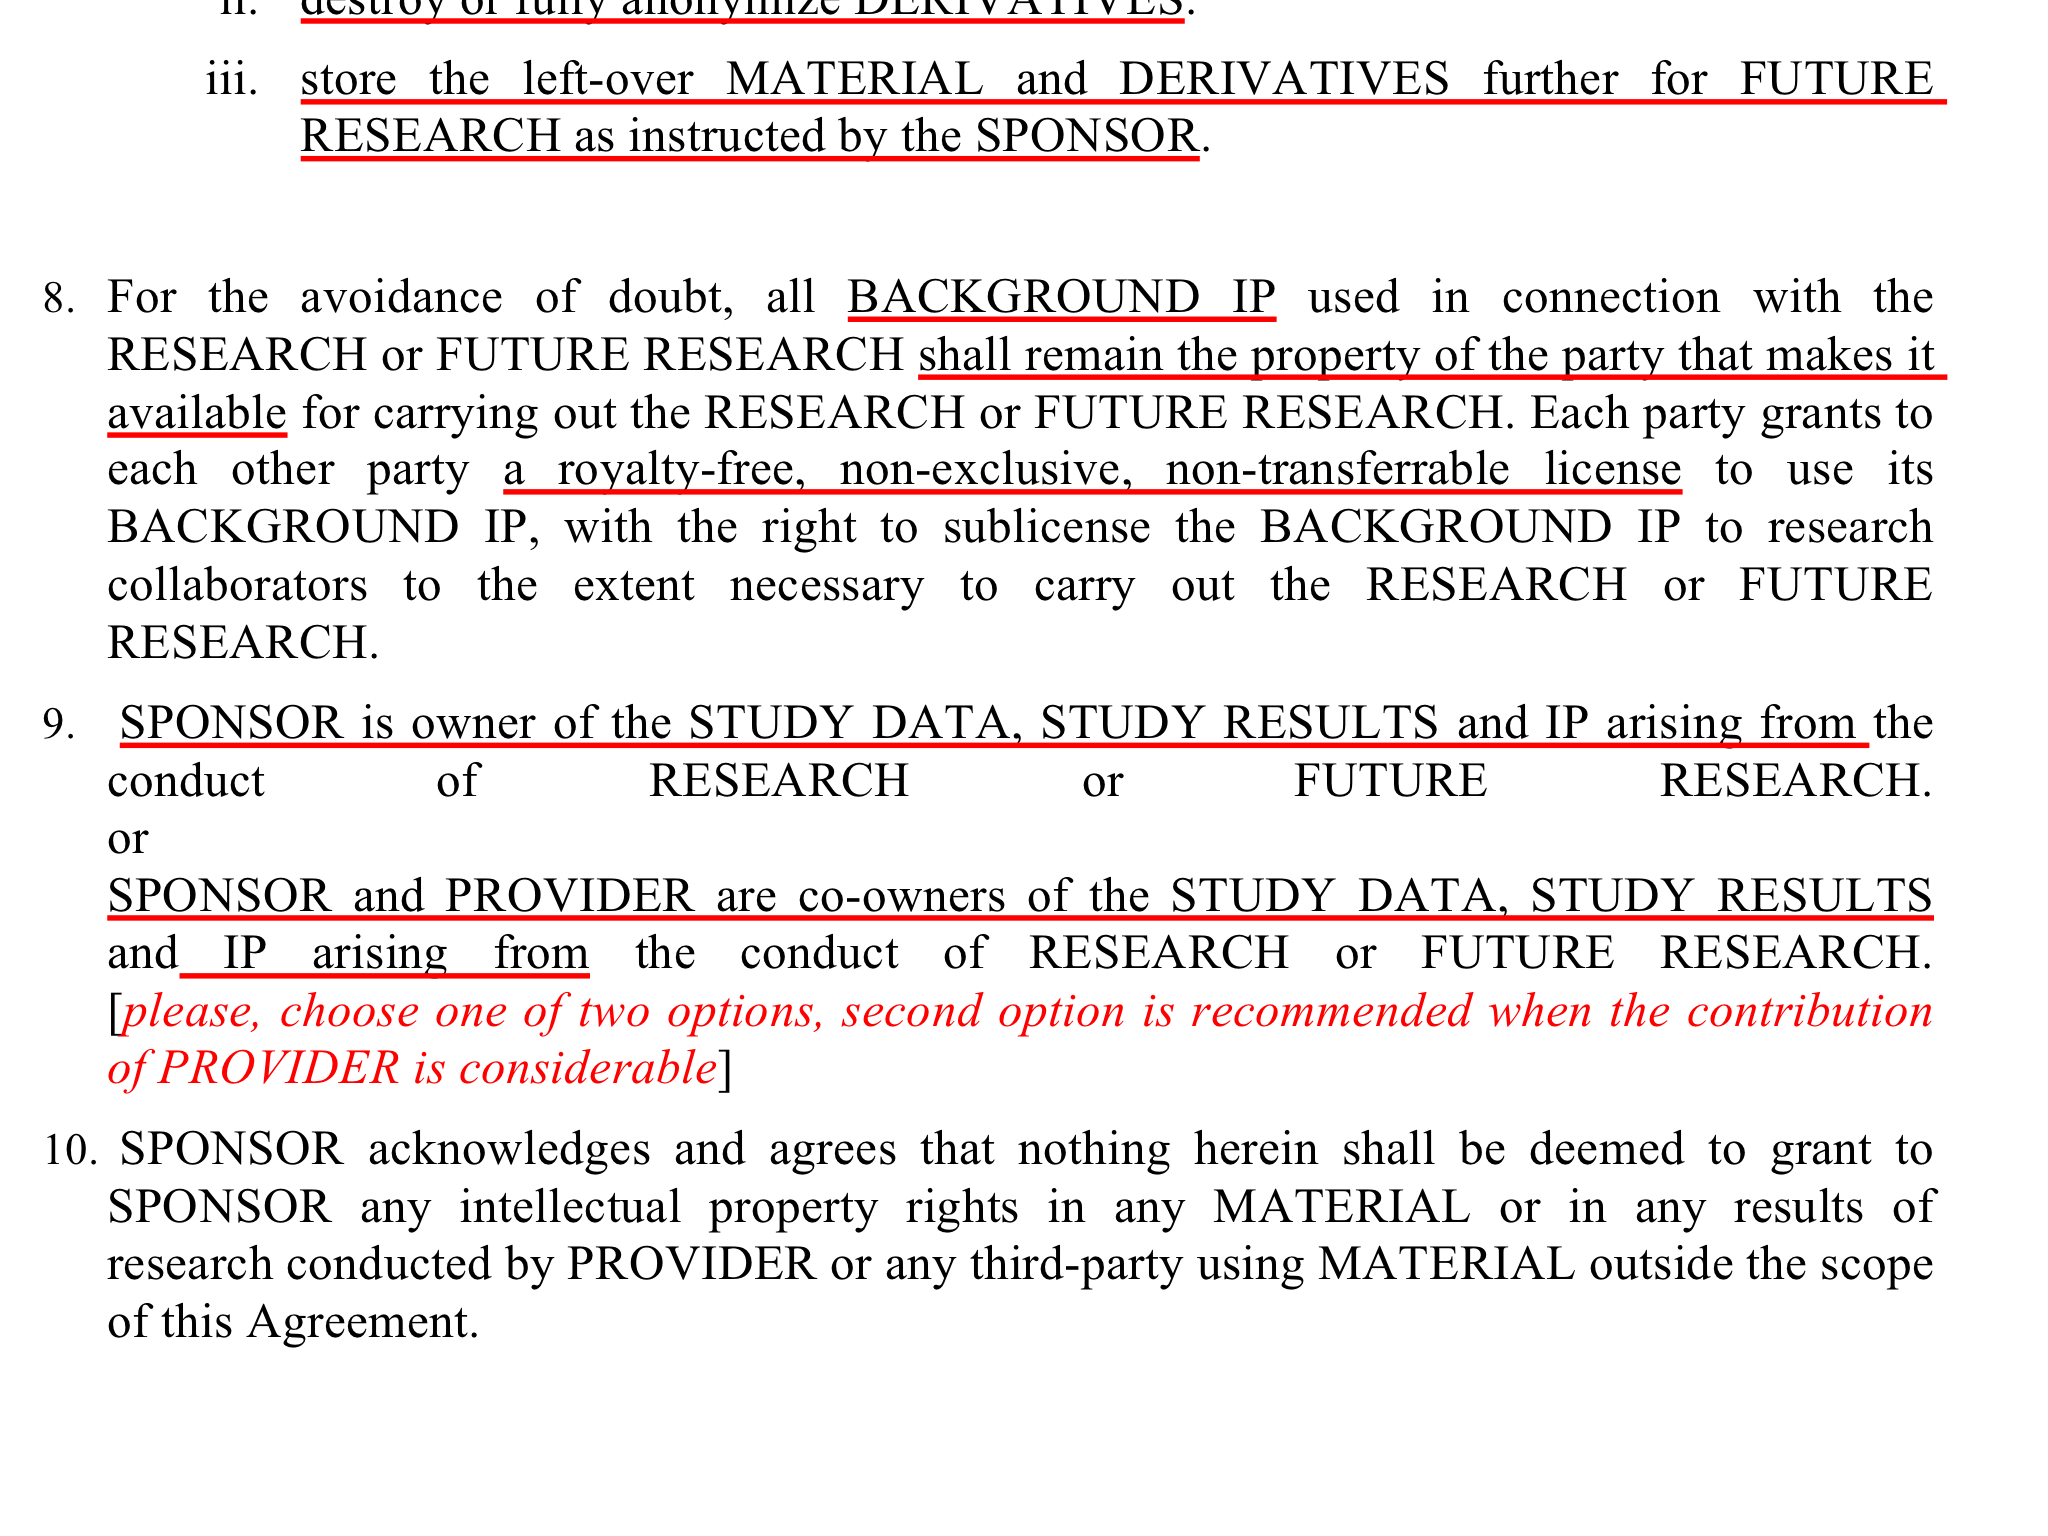 ii. destroy or fully anonymize DERIVATIVES.
iii. store the left-over MATERIAL and DERIVATIVES further for FUTURE
RESEARCH as instructed by the SPONSOR.
8. For the avoidance of doubt, all BACKGROUND IP used in connection with the
RESEARCH or FUTURE RESEARCH shall remain the property of the party that makes it
available for carrying out the RESEARCH or FUTURE RESEARCH. Each party grants to
each other party a royalty-free, non-exclusive, non-transferrable license to use its
BACKGROUND IP, with the right to sublicense the BACKGROUND IP to research
collaborators to the extent necessary to carry out the RESEARCH or FUTURE
RESEARCH.
9. SPONSOR is owner of the STUDY DATA, STUDY RESULTS and IP arising from the
conduct of RESEARCH or FUTURE RESEARCH.
or
SPONSOR and PROVIDER are co-owners of the STUDY DATA, STUDY RESULTS
and IP arising from the conduct of RESEARCH or FUTURE RESEARCH.
[please, choose one of two options, second option is recommended when the contribution
of PROVIDER is considerable]
10. SPONSOR acknowledges and agrees that nothing herein shall be deemed to grant to
SPONSOR any intellectual property rights in any MATERIAL or in any results of
research conducted by PROVIDER or any third-party using MATERIAL outside the scope
of this Agreement.